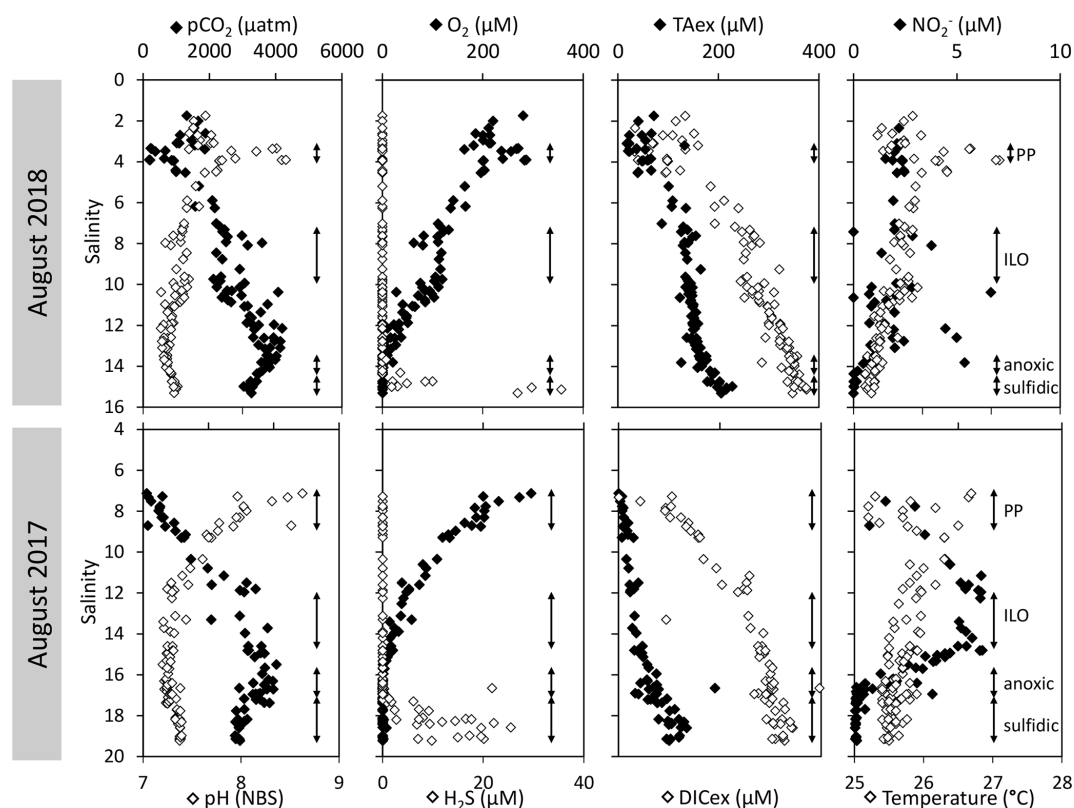 ◆ pCO₂ (µatm)
◆ O₂ (µM)
◆ TAex (µM)
◆ NO₂⁻ (µM)
0 2000 4000 6000
0 200 400
0 200 400
0 5 10
August 2018
Salinity
0
2
4
6
8
10
12
14
16
PP
ILO
anoxic
sulfidic
August 2017
Salinity
4
6
8
10
12
14
16
18
20
PP
ILO
anoxic
sulfidic
7 8 9
0 20 40
25 26 27 28
◇ pH (NBS)
◇ H₂S (µM)
◇ DICex (µM)
◇ Temperature (°C)